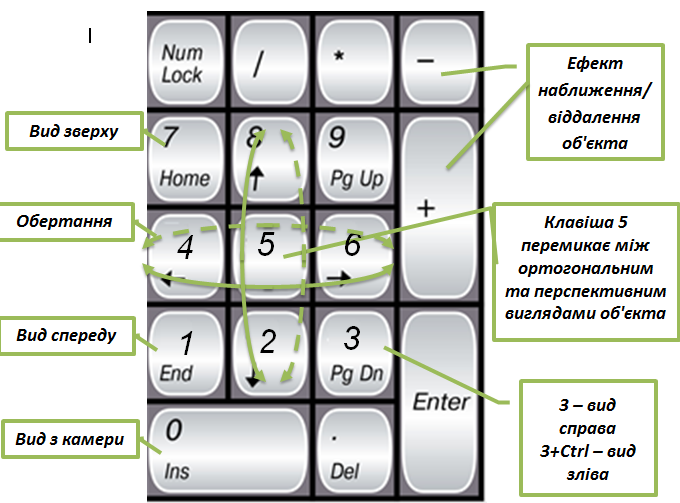 Num
Lock
/
*
–
Ефект
наближення/
віддалення
об'єкта
Вид зверху
7
Home
8
9
Pg Up
+
Обертання
4
5
6
Клавіша 5
перемикає між
ортогональним
та перспективним
виглядами об'єкта
Вид спереду
1
End
2
3
Pg Dn
Enter
3 – вид
справа
3+Ctrl – вид
зліва
Вид з камери
0
Ins
.
Del